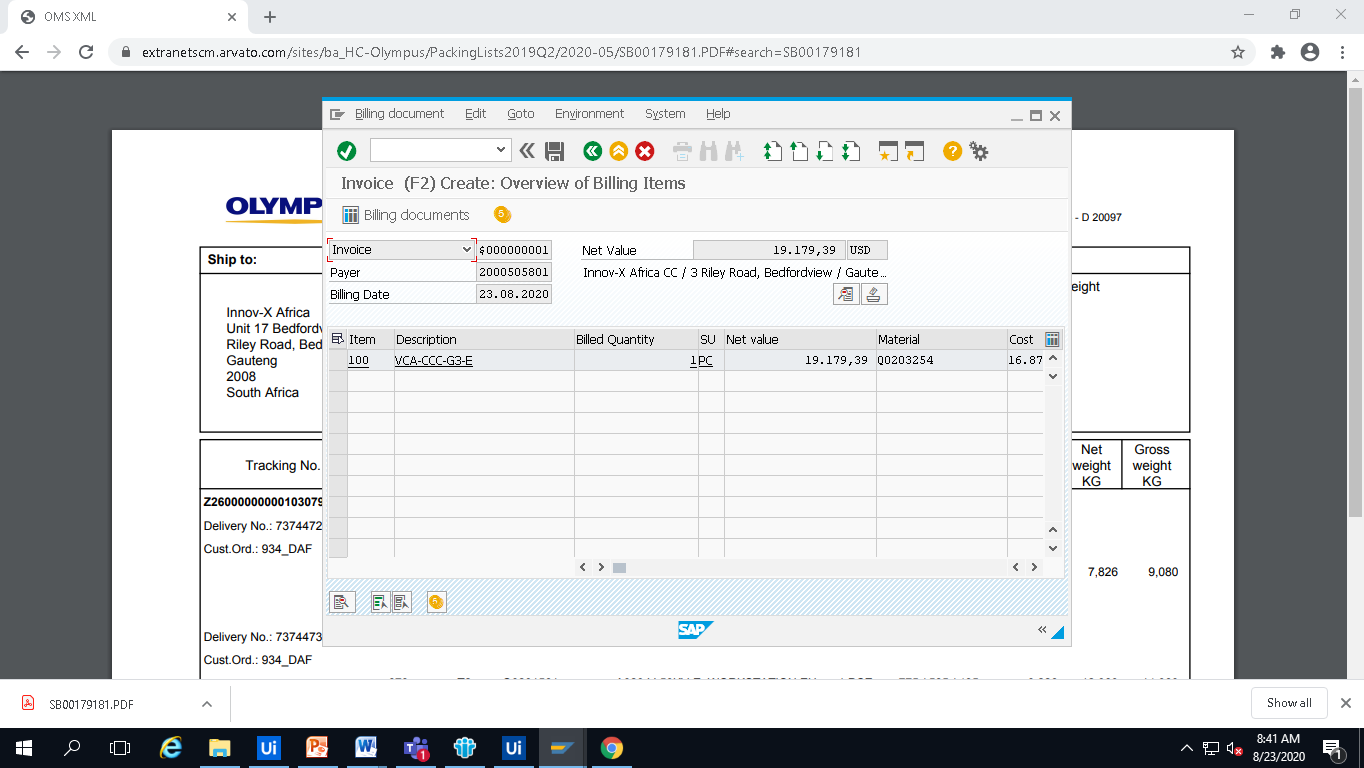 OMS XML
extranetscm.arvato.com/sites/ba_HC-Olympus/PackingLists2019Q2/2020-05/SB00179181.PDF#search=SB00179181
Billing document Edit Goto Environment System Help
Invoice (F2) Create: Overview of Billing Items
Billing documents
OLYMP
- D 20097
Invoice $000000001 Net Value 19.179,39 USD
Payer 2000505801 Innov-X Africa CC / 3 Riley Road, Bedfordview / Gaute...
Billing Date 23.08.2020
Ship to:
eight
Innov-X Africa
Unit 17 Bedfordv
Riley Road, Bed
Gauteng
2008
South Africa
Item Description Billed Quantity SU Net value Material Cost
100 VCA-CCC-G3-E 1 PC 19.179,39 Q0203254 16.87
Tracking No.
Net weight KG
Gross weight KG
Z26000000000103079
Delivery No.: 7374472
Cust.Ord.: 934_DAF
7,826 9,080
Delivery No.: 7374473
Cust.Ord.: 934_DAF
SAP
SB00179181.PDF
Show all
8:41 AM
8/23/2020